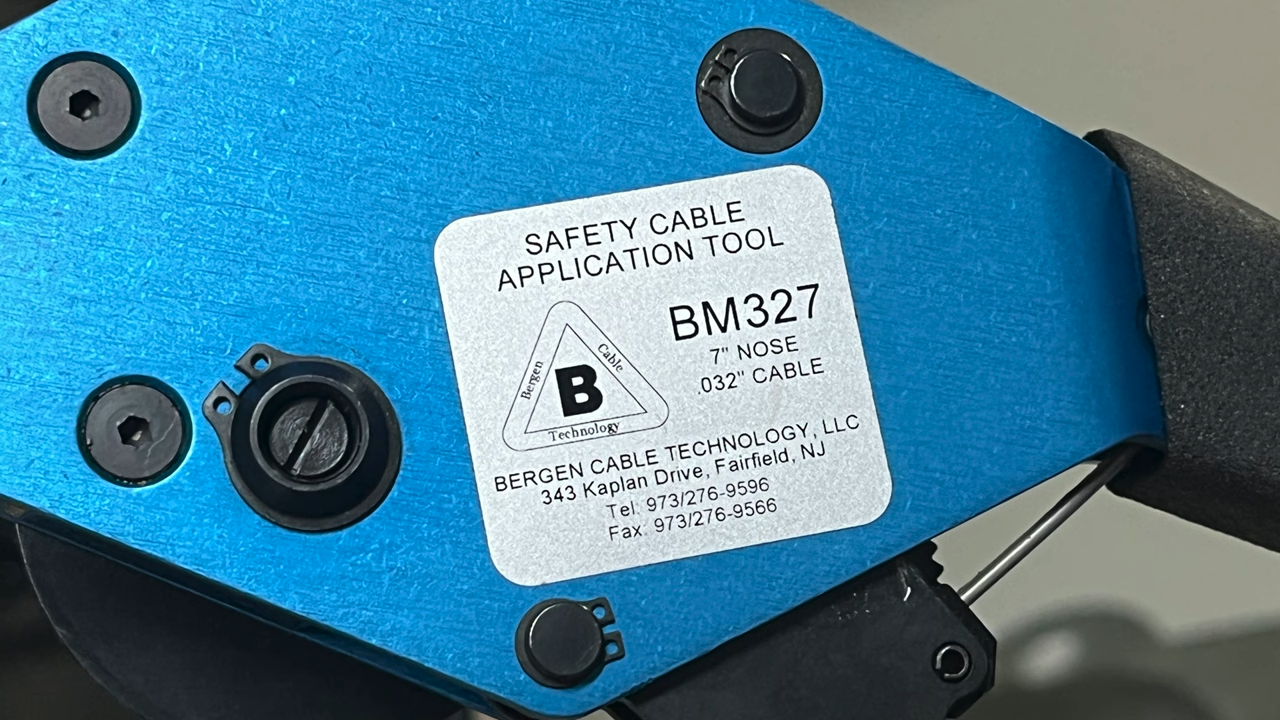 SAFETY CABLE
APPLICATION TOOL
BM327
7" NOSE
.032" CABLE
Bergen
Cable
B
Technology
BERGEN CABLE TECHNOLOGY, LLC
343 Kaplan Drive, Fairfield, NJ
Tel: 973/276-9596
Fax: 973/276-9566